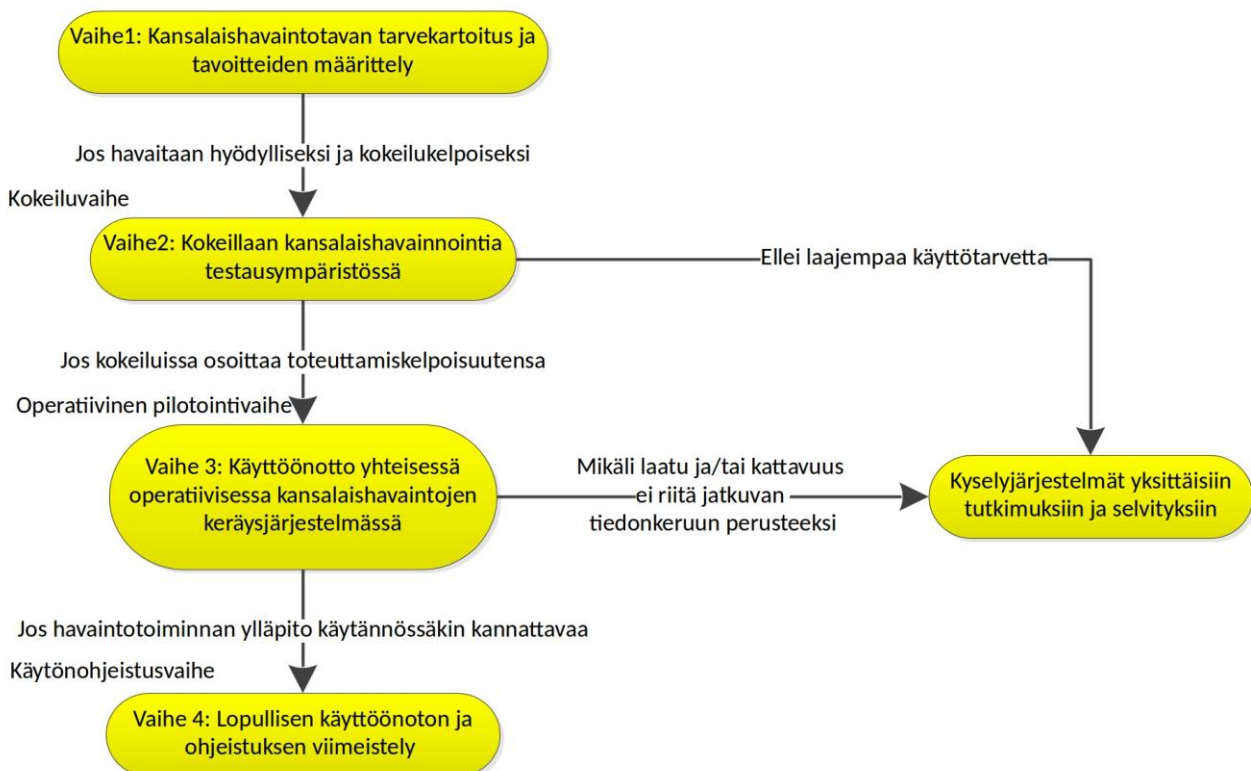 Vaihe1: Kansalaishavaintotavan tarvekartoitus ja
tavoitteiden määrittely
Jos havaitaan hyödylliseksi ja kokeilukelpoiseksi
Kokeiluvaihe
Vaihe2: Kokeillaan kansalaishavainnointia
testausympäristössä
Ellei laajempaa käyttötarvetta
Jos kokeiluissa osoittaa toteuttamiskelpoisuutensa
Operatiivinen pilotointivaihe
Vaihe 3: Käyttöönotto yhteisessä
operatiivisessa kansalaishavaintojen
keräysjärjestelmässä
Mikäli laatu ja/tai kattavuus
ei riitä jatkuvan
tiedonkeruun perusteeksi
Kyselyjärjestelmät yksittäisiin
tutkimuksiin ja selvityksiin
Jos havaintotoiminnan ylläpito käytännössäkin kannattavaa
Käytönohjeistusvaihe
Vaihe 4: Lopullisen käyttöönoton ja
ohjeistuksen viimeistely